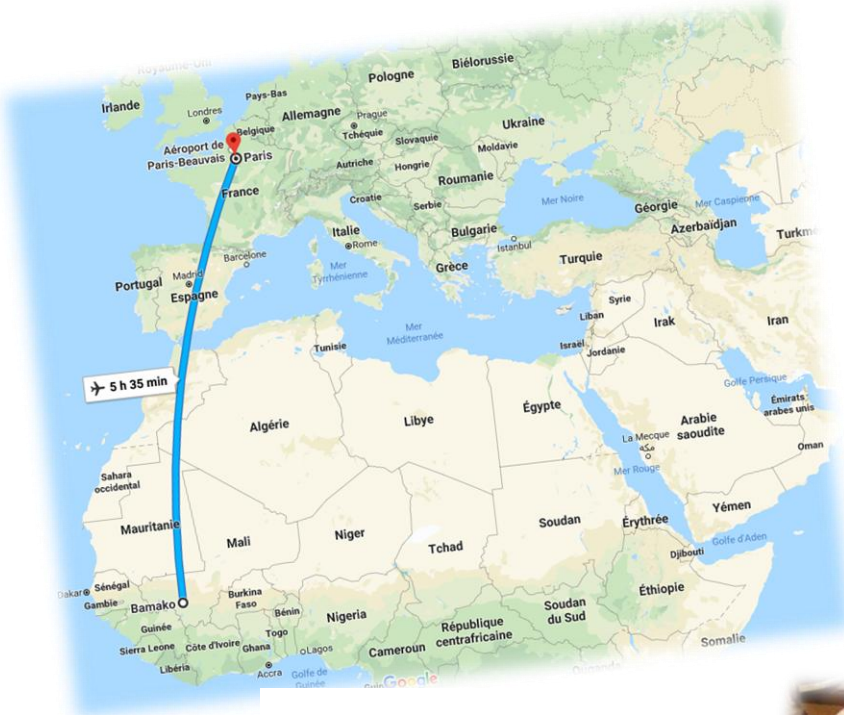 Royaume-Uni
Irlande
Londres
Pays-Bas
Pologne
Biélorussie
Allemagne
Prague
Belgique
Tchéquie
Ukraine
Aéroport de
Paris-Beauvais
Paris
Slovaquie
Moldavie
Autriche
Hongrie
France
Roumanie
Croatie
Serbie
Mer Noire
Géorgie
Mer Caspienne
Azerbaïdjan
Italie
Rome
Bulgarie
Istanbul
Barcelone
Madrid
Portugal
Espagne
Mer
Tyrrhénienne
Grèce
Turquie
Syrie
Liban
Irak
Iran
Mer
Méditerranée
Tunisie
Israël
Jordanie
5 h 35 min
Golfe Persique
Émirats
arabes unis
Algérie
Libye
Égypte
Arabie
saoudite
La Mecque
مكة
Oman
Mer Rouge
Sahara
occidental
Mauritanie
Mali
Niger
Tchad
Soudan
Érythrée
Yémen
Golfe d'Aden
Djibouti
Dakar
Sénégal
Gambie
Bamako
Burkina
Faso
Bénin
Nigeria
Éthiopie
Guinée
Togo
Soudan
du Sud
République
centrafricaine
Sierra Leone
Côte d'Ivoire
Ghana
Lagos
Cameroun
Somalie
Libéria
Accra
Golfe de
Guinée
Google